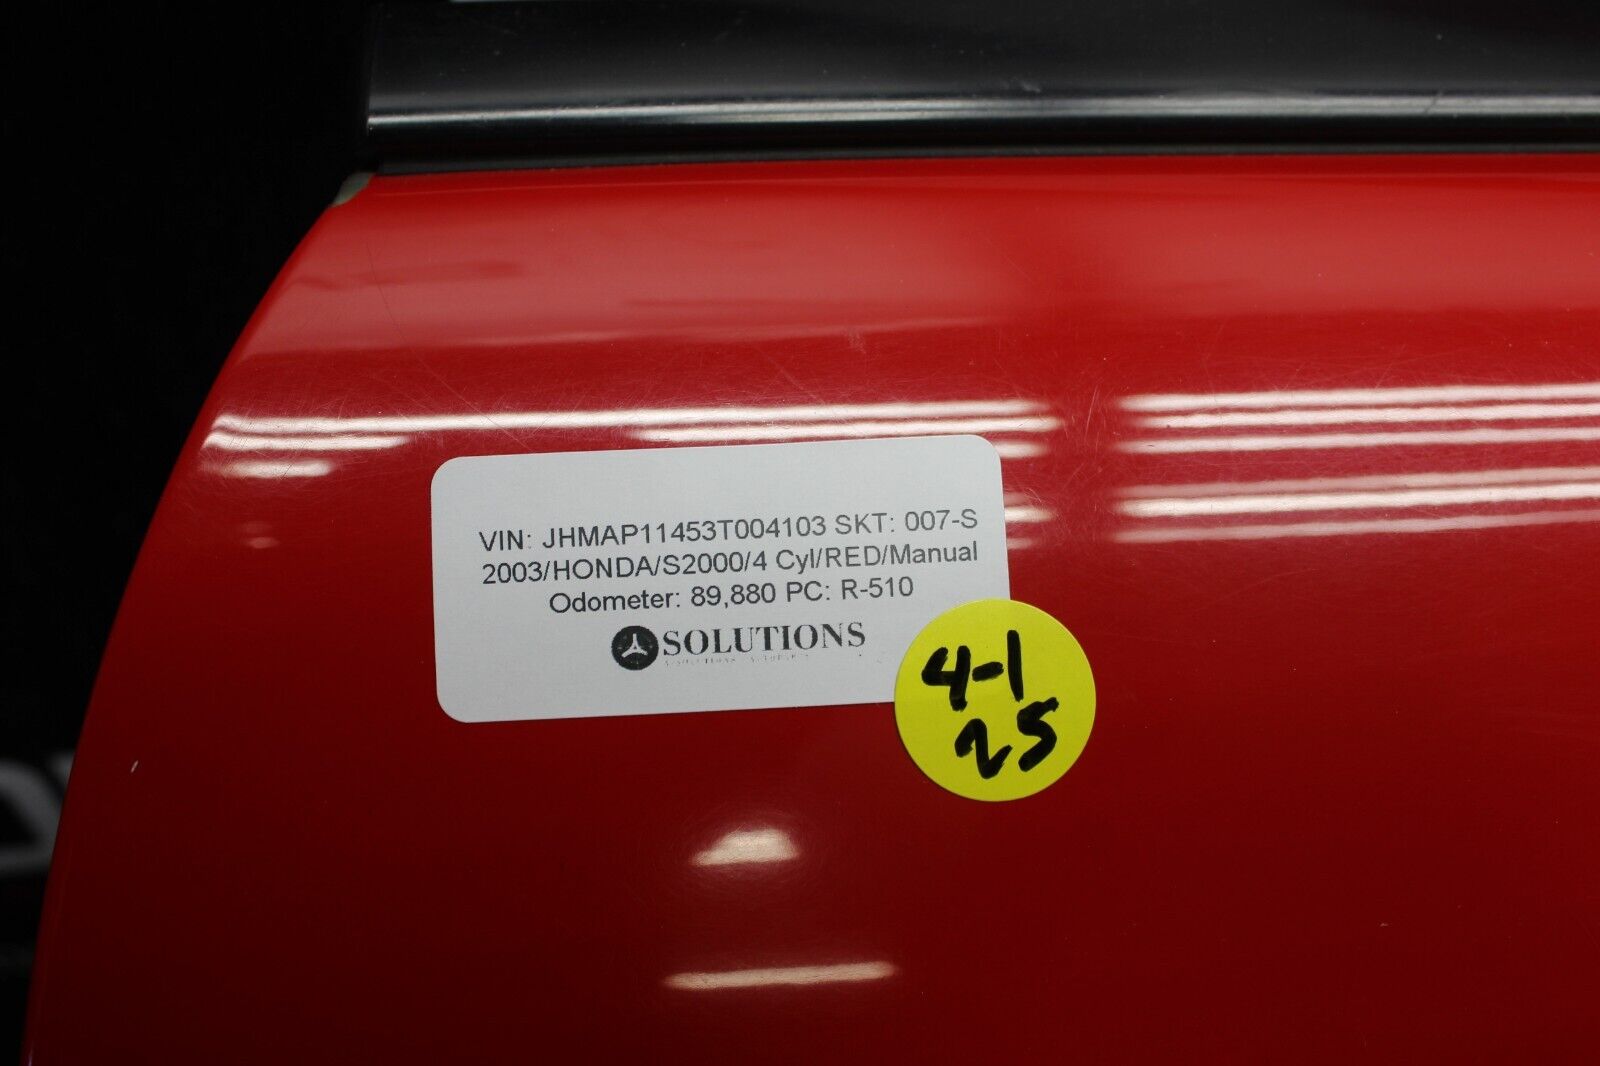 VIN: JHMAP11453T004103 SKT: 007-S
2003/HONDA/S2000/4 Cyl/RED/Manual
Odometer: 89,880 PC: R-510
SOLUTIONS
4-1
25